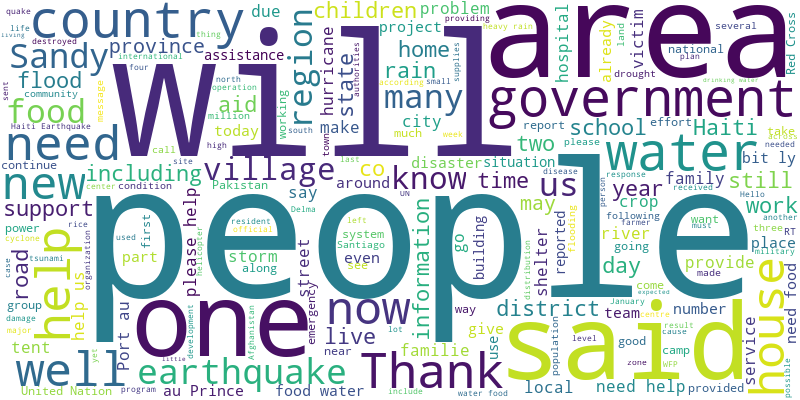 life
quake
country
due
children
problem
hospital
already
thing
providing
heavy rain
several
destroyed
living
Sandy
province
region
hurricane
project
home
victim
drought
land
national
plan
Red Cross
sent
international
assistance
state
authorities
according
small
supplies
area
will
four
flood
community
north
operation
aid
million
working
rain
many
government
drinking water
food
message
today
south
make
city
much
week
school
report
effort
please
take
across
Haiti
Haiti Earthquake
call
high
town
need
continue
site
last
disaster
situation
two
water
needed
bit ly
new
including
center
condition
village
Pakistan
co
around
know
time
response
disease
us
family
year
person
received
Hello
still
another
support
say
Delma
UN
may
crop
farmer
following
want
must
work
three
RT
military
power
cyclone
rice
used
first
resident
official
left
people
information
reported
river
going
place
help
road
case
tsunami
organization
part
please help
helicopter
storm
along
system
Santiago
even
see
go
building
shelter
flooding
day
provide
made
help us
group
damage
major
tent
yet
Port au
one
development
Afghanistan
street
emergency
now
live
near
lot
way
distribution
district
team
January
expected
come
number
house
need food
familie
give
use
said
population
level
cause
good
zone
result
centre
camp
WFP
service
possible
well
earthquake
little
Thank
United Nation
program
au Prince
food water
include
water food
local
need help
provided